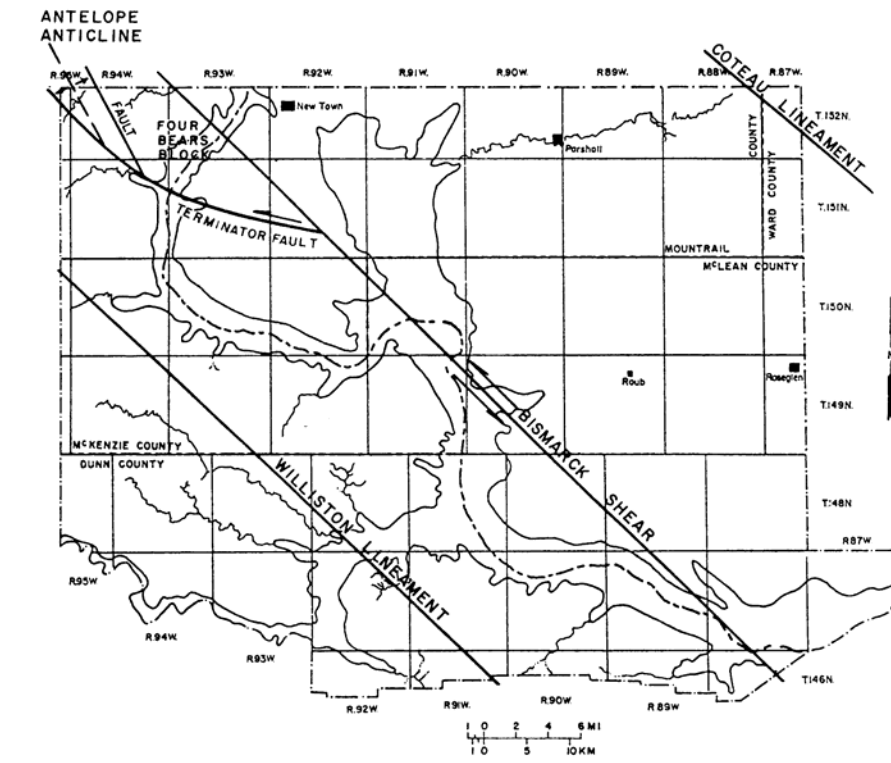 ANTELOPE
ANTICLINE
R.95W. R.94W. R.93W. R.92W. R.91W. R.90W. R89W. R.88W. R.87W.
COTEAU LINEAMENT
FAULT
New Town
T.152N.
FOUR
BEARS
BLOCK
Parshall
COUNTY
WARD COUNTY
T.151N.
TERMINATOR FAULT
MOUNTRAIL
McLEAN COUNTY
T.150N.
Raub
Roseglen
T.149N.
BISMARCK SHEAR
McKENZIE COUNTY
DUNN COUNTY
WILLISTON LINEAMENT
T.148N
R87W
R95W
R.94W.
R.93W
T.146N.
R.92W
R.91W.
R.90W.
R89W
1 0 2 4 6 MI
1 0 5 10 KM